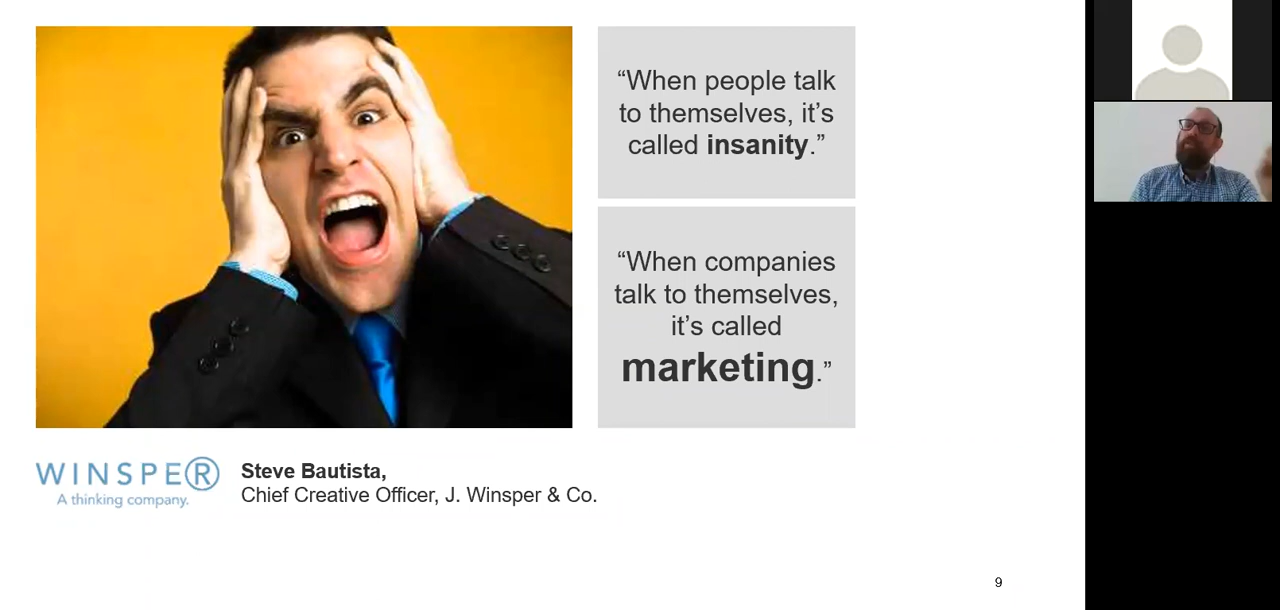 “When people talk
to themselves, it’s
called insanity.”
“When companies
talk to themselves,
it’s called
marketing.”
WINSPER
A thinking company.
Steve Bautista,
Chief Creative Officer, J. Winsper & Co.
9